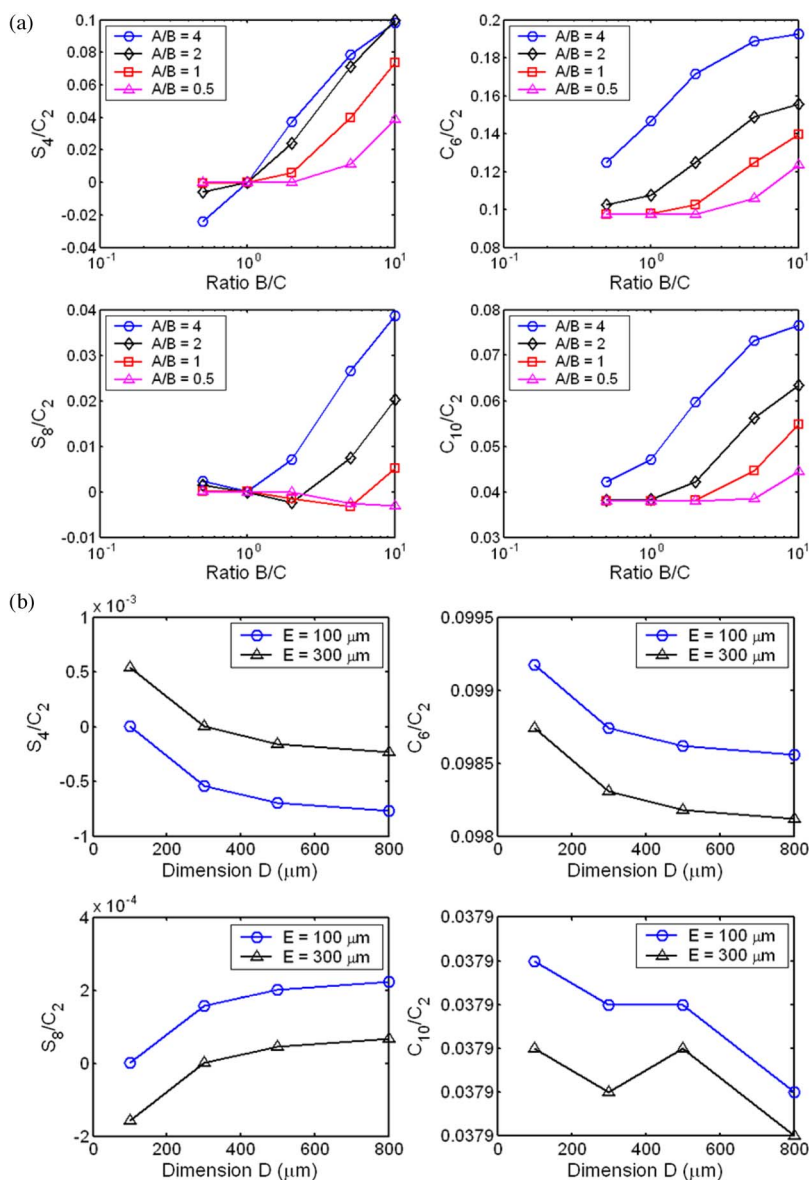 (a)
0.1
0.08
0.06
0.04
0.02
0
-0.02
-0.04
S4/C2
A/B = 4
A/B = 2
A/B = 1
A/B = 0.5
10^-1
10^0
10^1
Ratio B/C
0.2
0.18
0.16
0.14
0.12
0.1
0.08
C6/C2
A/B = 4
A/B = 2
A/B = 1
A/B = 0.5
10^-1
10^0
10^1
Ratio B/C
0.04
0.03
0.02
0.01
0
-0.01
S8/C2
A/B = 4
A/B = 2
A/B = 1
A/B = 0.5
10^-1
10^0
10^1
Ratio B/C
0.08
0.07
0.06
0.05
0.04
0.03
C10/C2
A/B = 4
A/B = 2
A/B = 1
A/B = 0.5
10^-1
10^0
10^1
Ratio B/C
(b)
x 10^-3
1
0.5
0
-0.5
-1
S4/C2
E = 100 μm
E = 300 μm
0 200 400 600 800
Dimension D (μm)
0.0995
0.099
0.0985
0.098
C6/C2
E = 100 μm
E = 300 μm
0 200 400 600 800
Dimension D (μm)
x 10^-4
4
2
0
-2
S8/C2
E = 100 μm
E = 300 μm
0 200 400 600 800
Dimension D (μm)
0.0379
0.0379
0.0379
0.0379
0.0379
0.0379
C10/C2
E = 100 μm
E = 300 μm
0 200 400 600 800
Dimension D (μm)